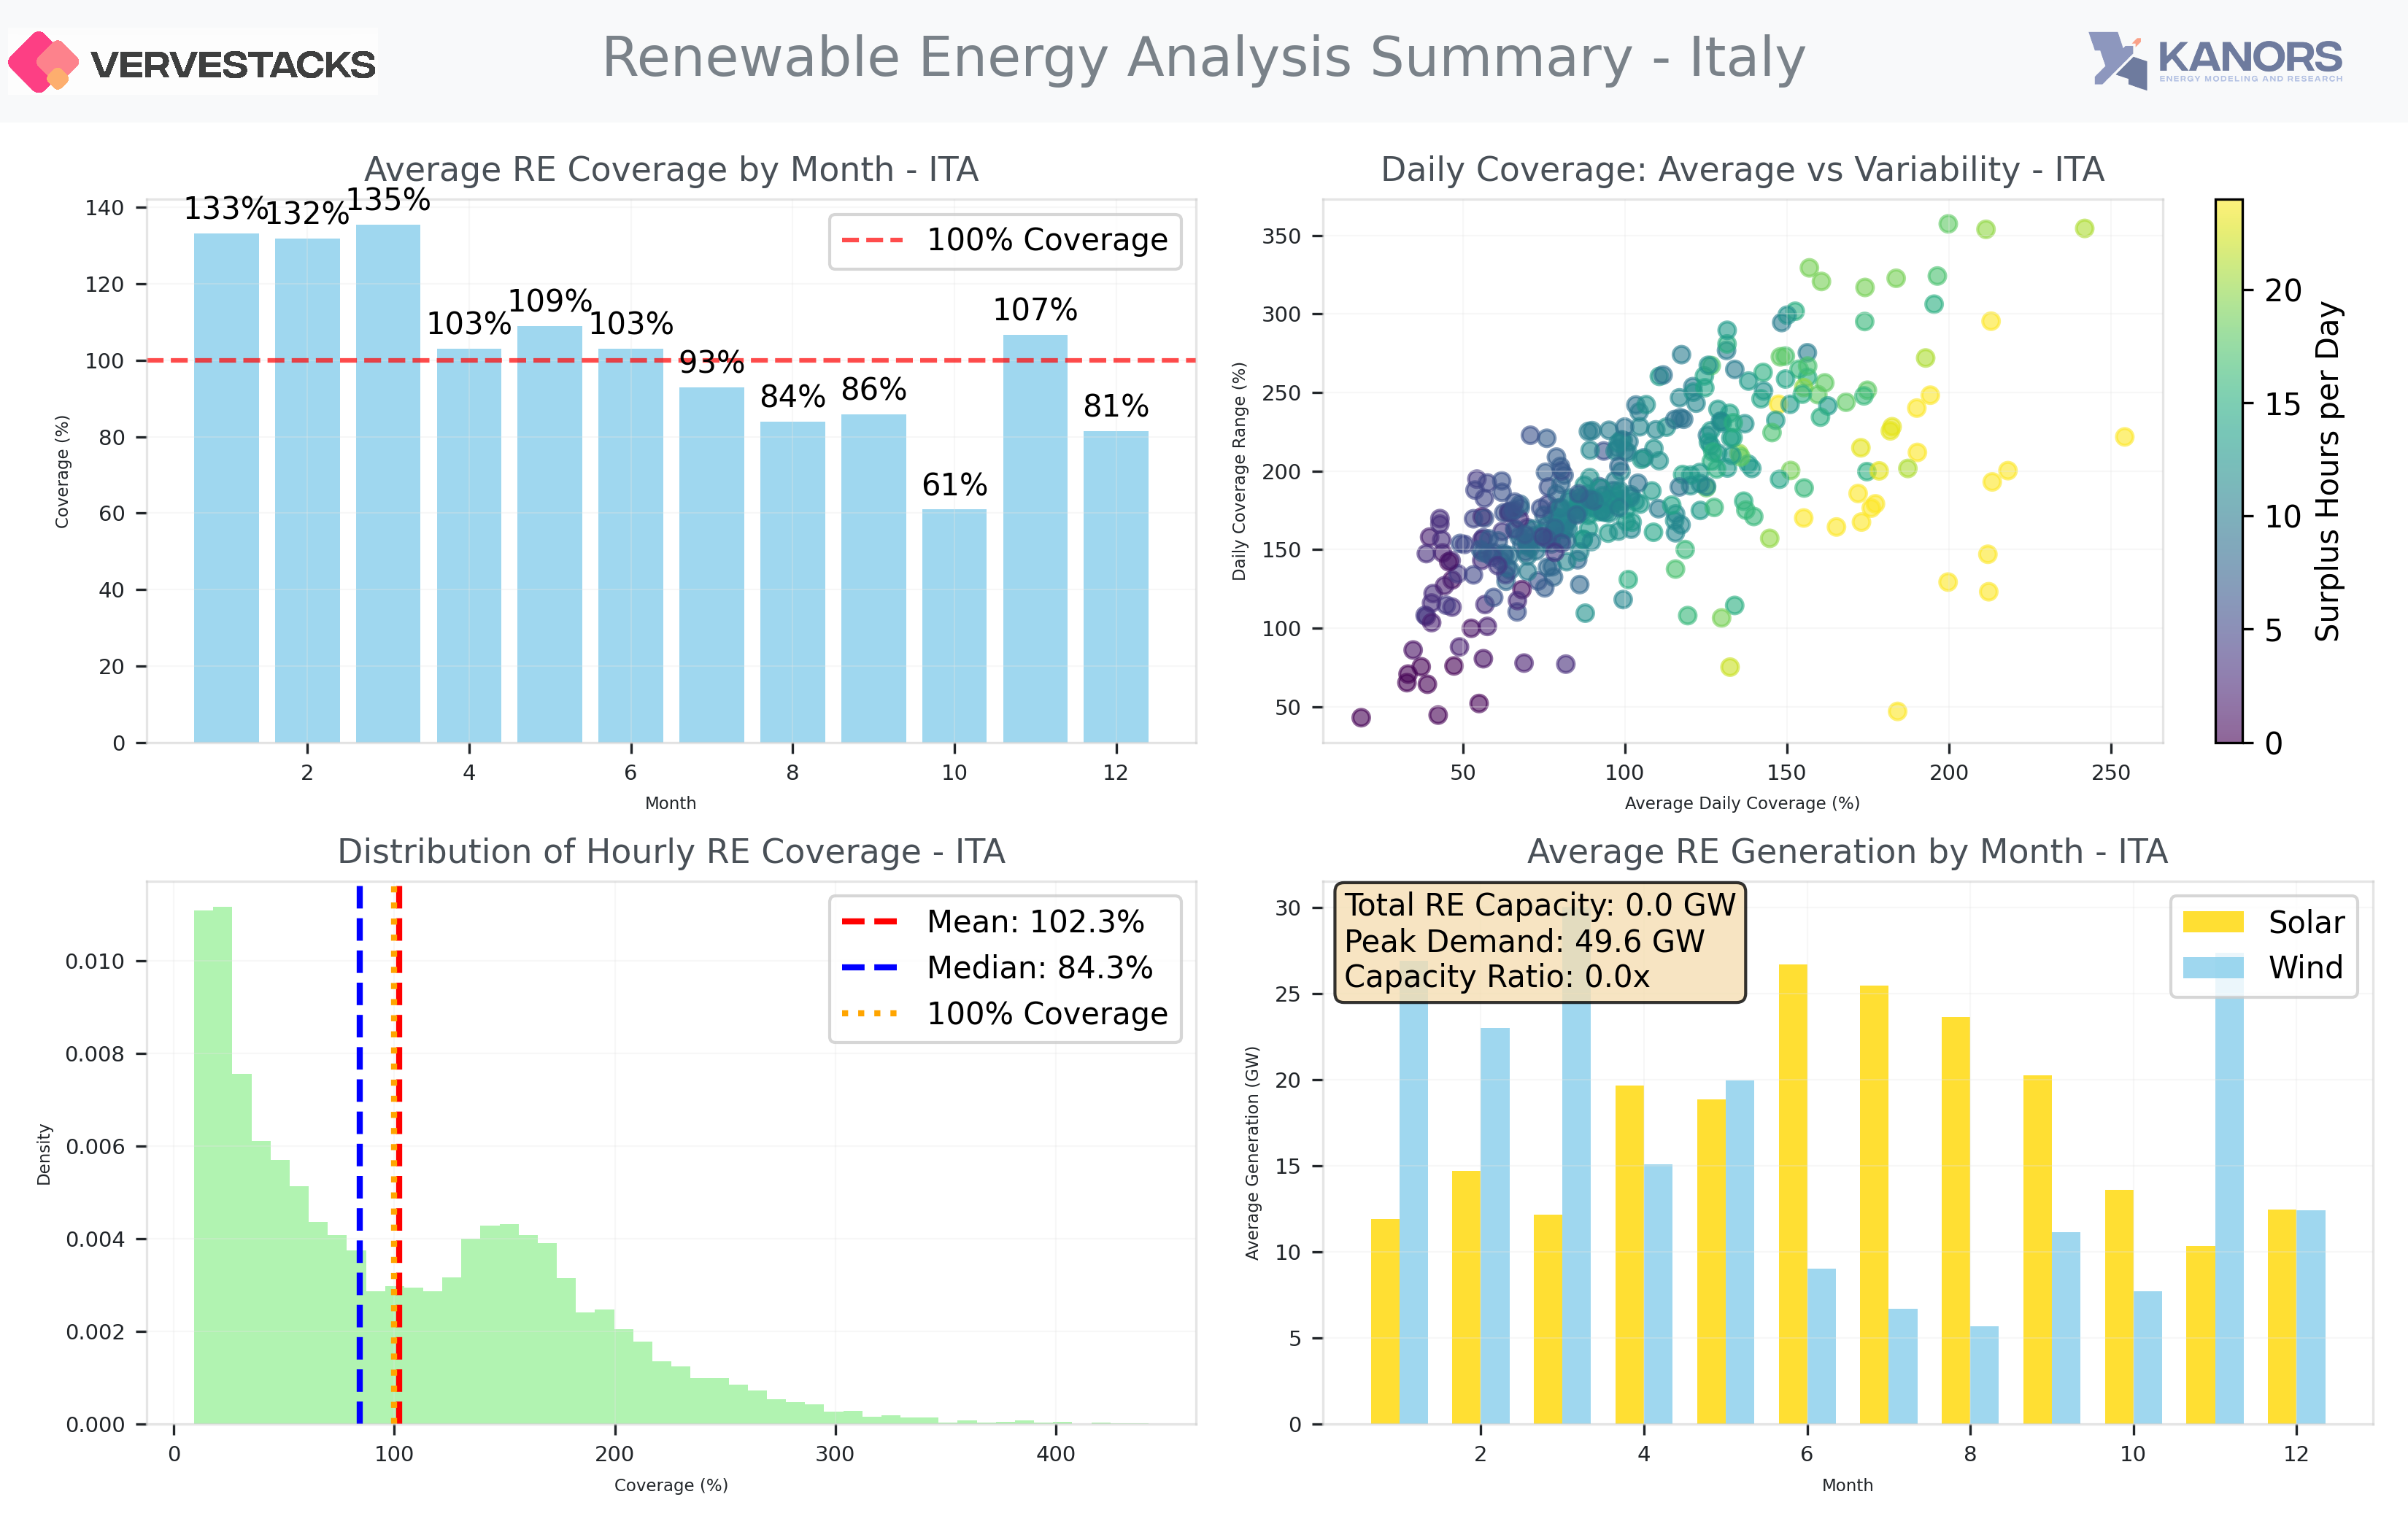 VERVESTACKS
Renewable Energy Analysis Summary - Italy
KANORS
ENERGY MODELING AND RESEARCH
Average RE Coverage by Month - ITA
133%
132%
135%
103%
109%
103%
93%
84%
86%
61%
107%
81%
100% Coverage
Coverage (%)
140
120
100
80
60
40
20
0
2 4 6 8 10 12
Month
Daily Coverage: Average vs Variability - ITA
Daily Coverage Range (%)
350
300
250
200
150
100
50
50 100 150 200 250
Average Daily Coverage (%)
20
15
10
5
0
Surplus Hours per Day
Distribution of Hourly RE Coverage - ITA
Mean: 102.3%
Median: 84.3%
100% Coverage
Density
0.010
0.008
0.006
0.004
0.002
0.000
0 100 200 300 400
Coverage (%)
Average RE Generation by Month - ITA
Total RE Capacity: 0.0 GW
Peak Demand: 49.6 GW
Capacity Ratio: 0.0x
Solar
Wind
Average Generation (GW)
30
25
20
15
10
5
0
2 4 6 8 10 12
Month